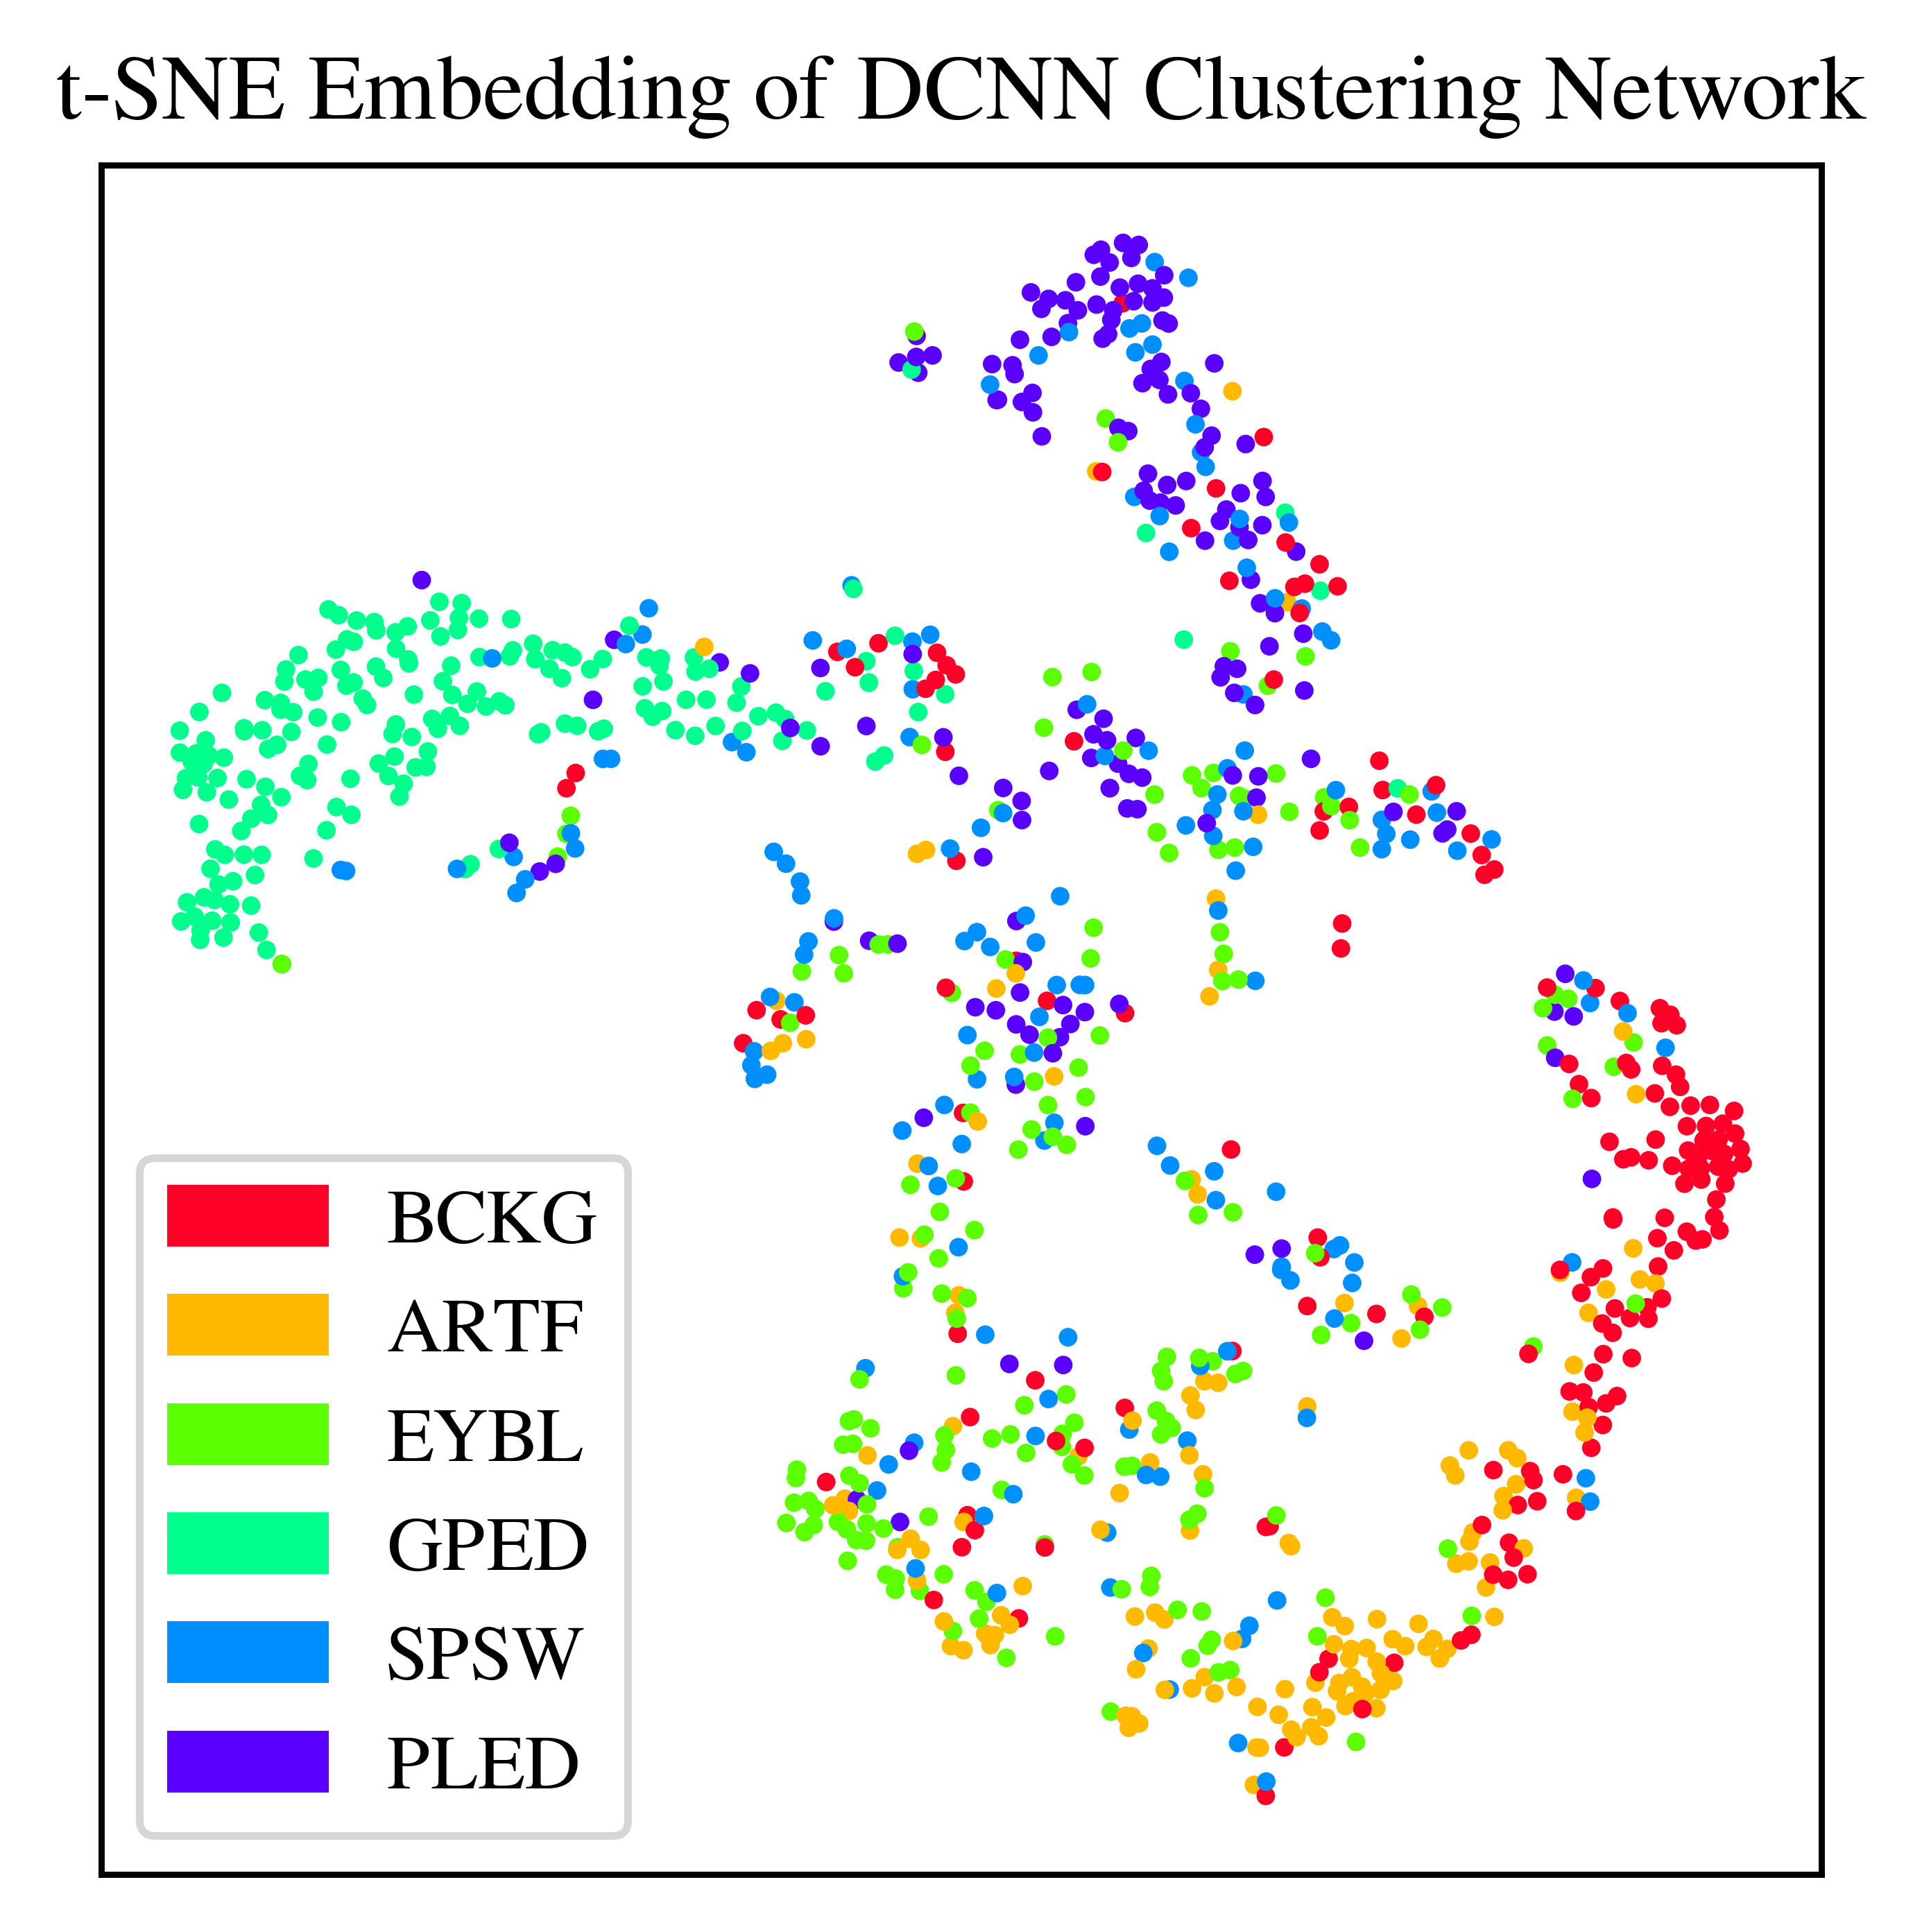 t-SNE Embedding of DCNN Clustering Network
BCKG
ARTF
EYBL
GPED
SPSW
PLED